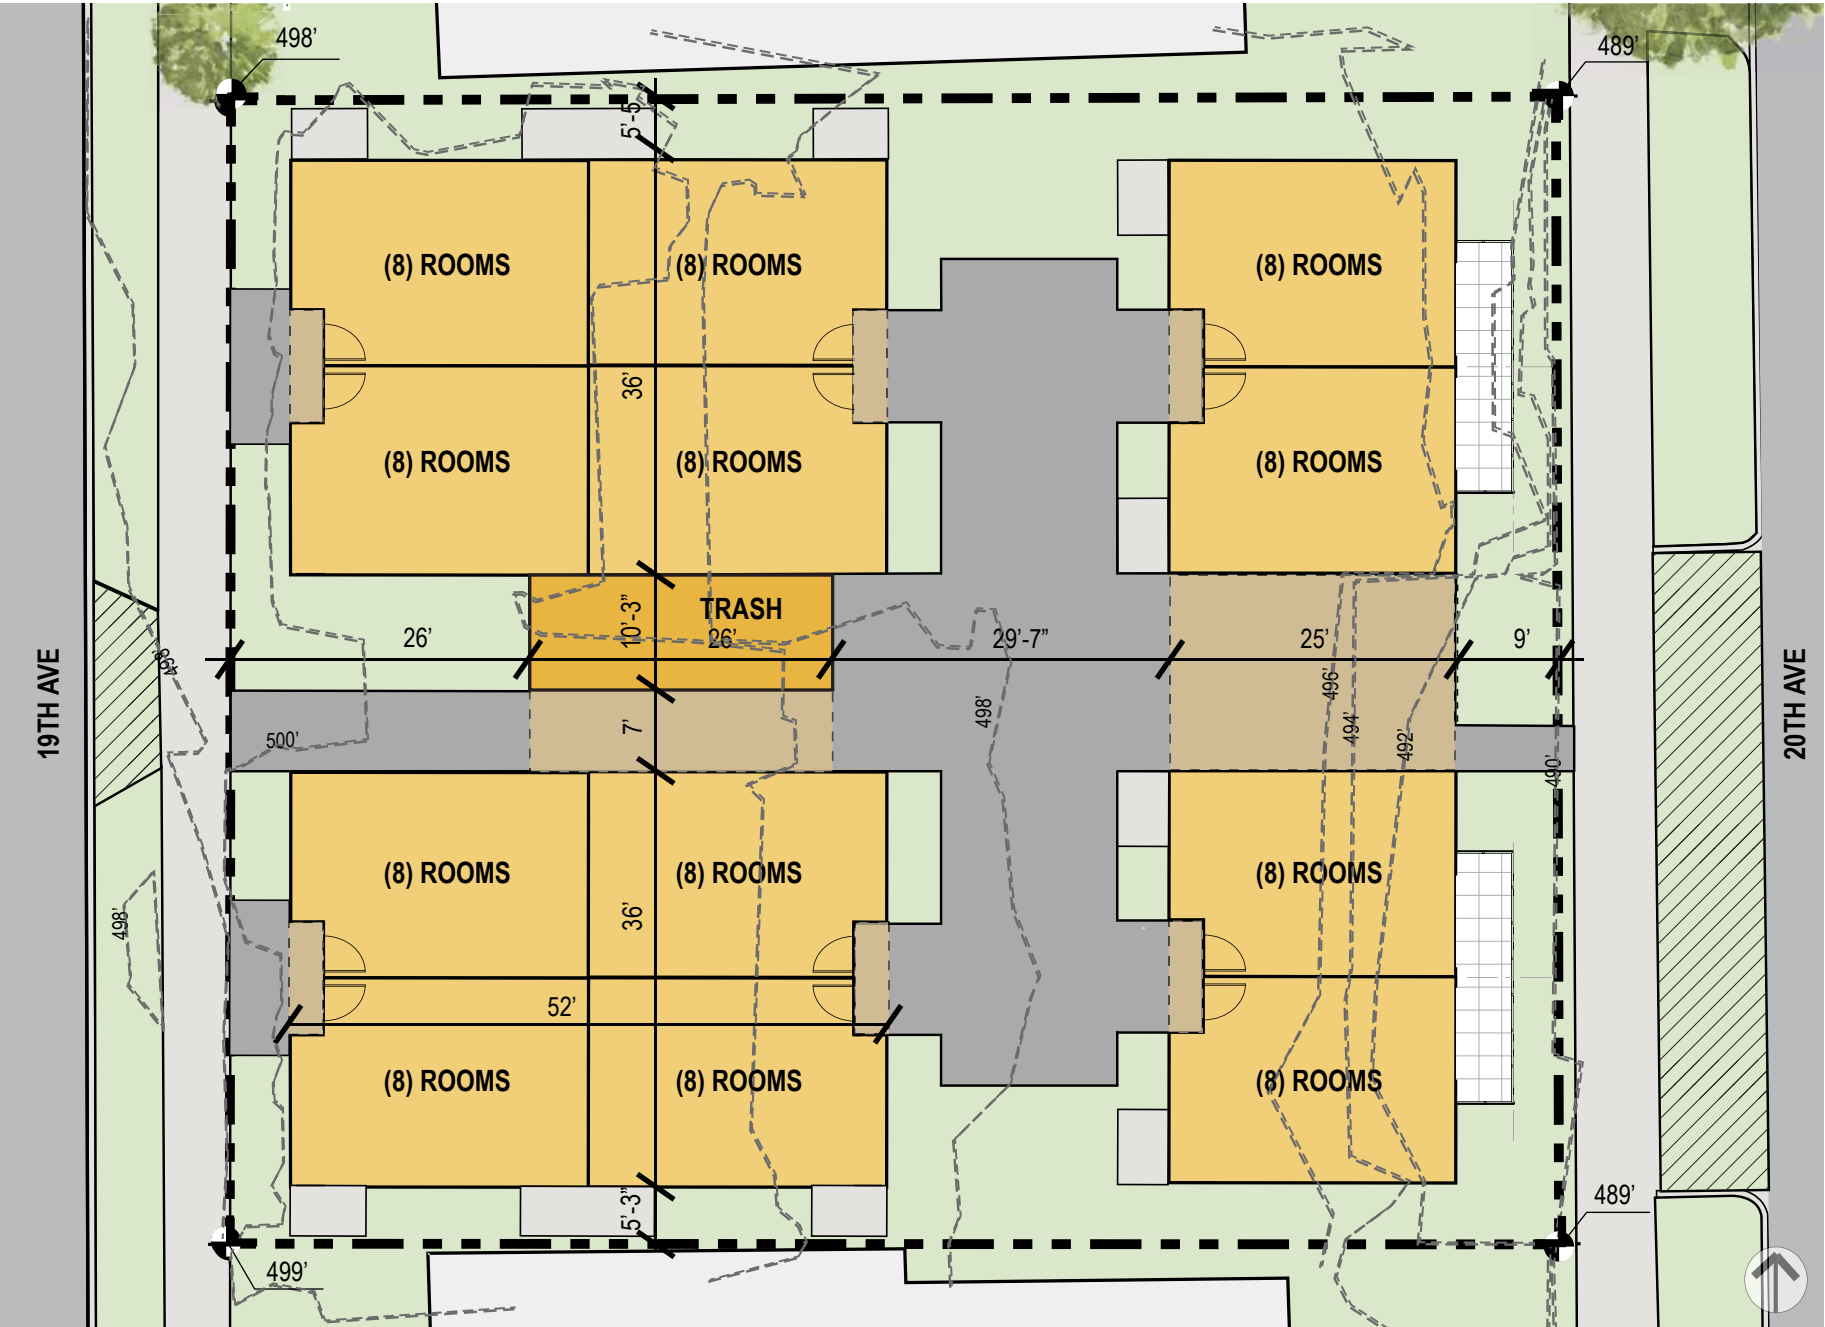 498'
489'
5'-5"
(8) ROOMS
(8) ROOMS
(8) ROOMS
36'
(8) ROOMS
(8) ROOMS
(8) ROOMS
10'-3"
TRASH
26'
26'
29'-7"
25'
9'
498'
496'
494'
492'
490'
498'
500'
7'
19TH AVE
20TH AVE
(8) ROOMS
(8) ROOMS
(8) ROOMS
36'
498'
52'
(8) ROOMS
(8) ROOMS
(8) ROOMS
5'-3"
489'
499'